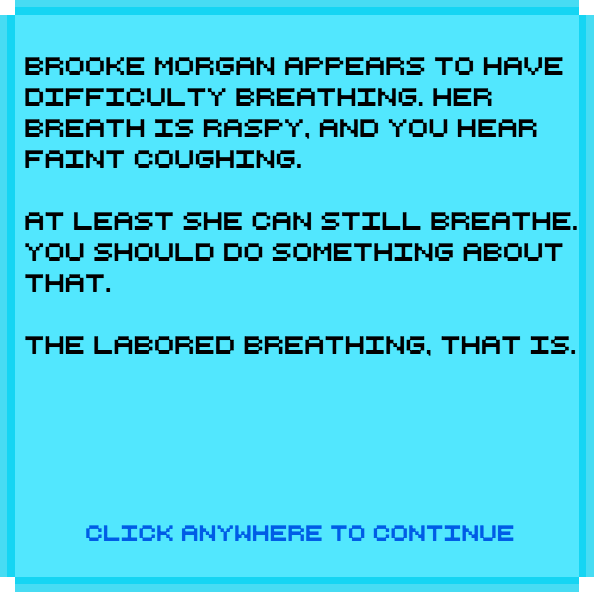 BROOKE MORGAN APPEARS TO HAVE
DIFFICULTY BREATHING. HER
BREATH IS RASPY, AND YOU HEAR
FAINT COUGHING.
AT LEAST SHE CAN STILL BREATHE.
YOU SHOULD DO SOMETHING ABOUT
THAT.
THE LABORED BREATHING, THAT IS.
CLICK ANYWHERE TO CONTINUE